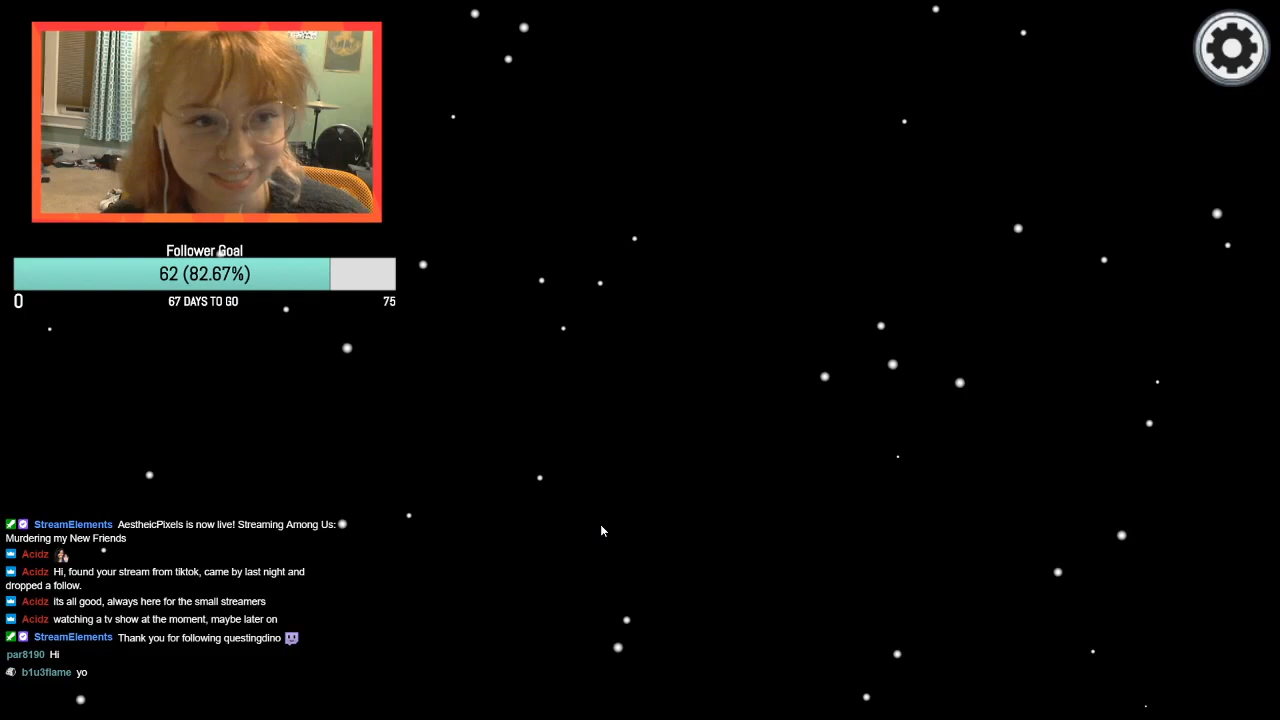 Follower Goal
62 (82.67%)
0 67 DAYS TO GO 75
StreamElements AestheicPixels is now live! Streaming Among Us:
Murdering my New Friends
Acidz
Acidz Hi, found your stream from tiktok, came by last night and
dropped a follow.
Acidz its all good, always here for the small streamers
Acidz watching a tv show at the moment, maybe later on
StreamElements Thank you for following questingdino
par8190 Hi
b1u3flame yo